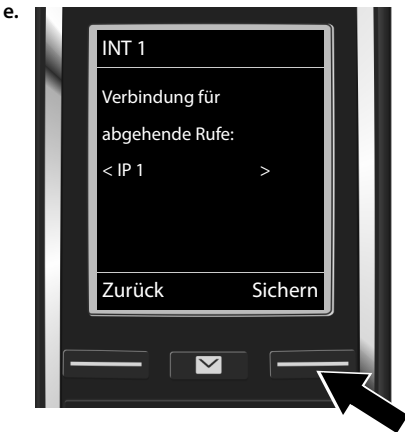 e.
INT 1
Verbindung für
abgehende Rufe:
< IP 1 >
Zurück Sichern